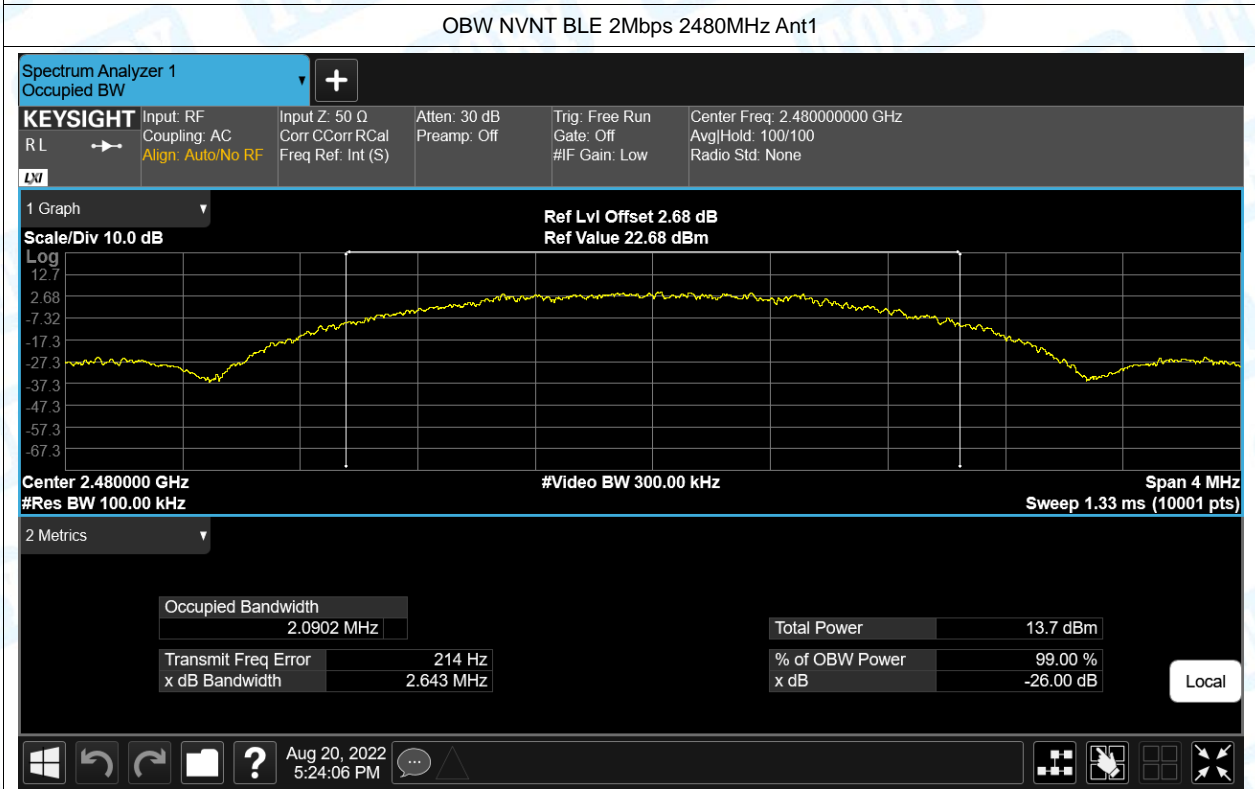 OBW NVNT BLE 2Mbps 2480MHz Ant1
Spectrum Analyzer 1
Occupied BW
KEYSIGHT
RL
LXI
Input: RF
Coupling: AC
Align: Auto/No RF
Input Z: 50 Ω
Corr CCorr RCal
Freq Ref: Int (S)
Atten: 30 dB
Preamp: Off
Trig: Free Run
Gate: Off
#IF Gain: Low
Center Freq: 2.480000000 GHz
Avg|Hold: 100/100
Radio Std: None
1 Graph
Scale/Div 10.0 dB
Ref Lvl Offset 2.68 dB
Ref Value 22.68 dBm
Log
12.7
2.68
-7.32
-17.3
-27.3
-37.3
-47.3
-57.3
-67.3
Center 2.480000 GHz
#Video BW 300.00 kHz
Span 4 MHz
#Res BW 100.00 kHz
Sweep 1.33 ms (10001 pts)
2 Metrics
Occupied Bandwidth
2.0902 MHz
Total Power 13.7 dBm
Transmit Freq Error 214 Hz
% of OBW Power 99.00 %
x dB Bandwidth 2.643 MHz
x dB -26.00 dB
Local
Aug 20, 2022
5:24:06 PM